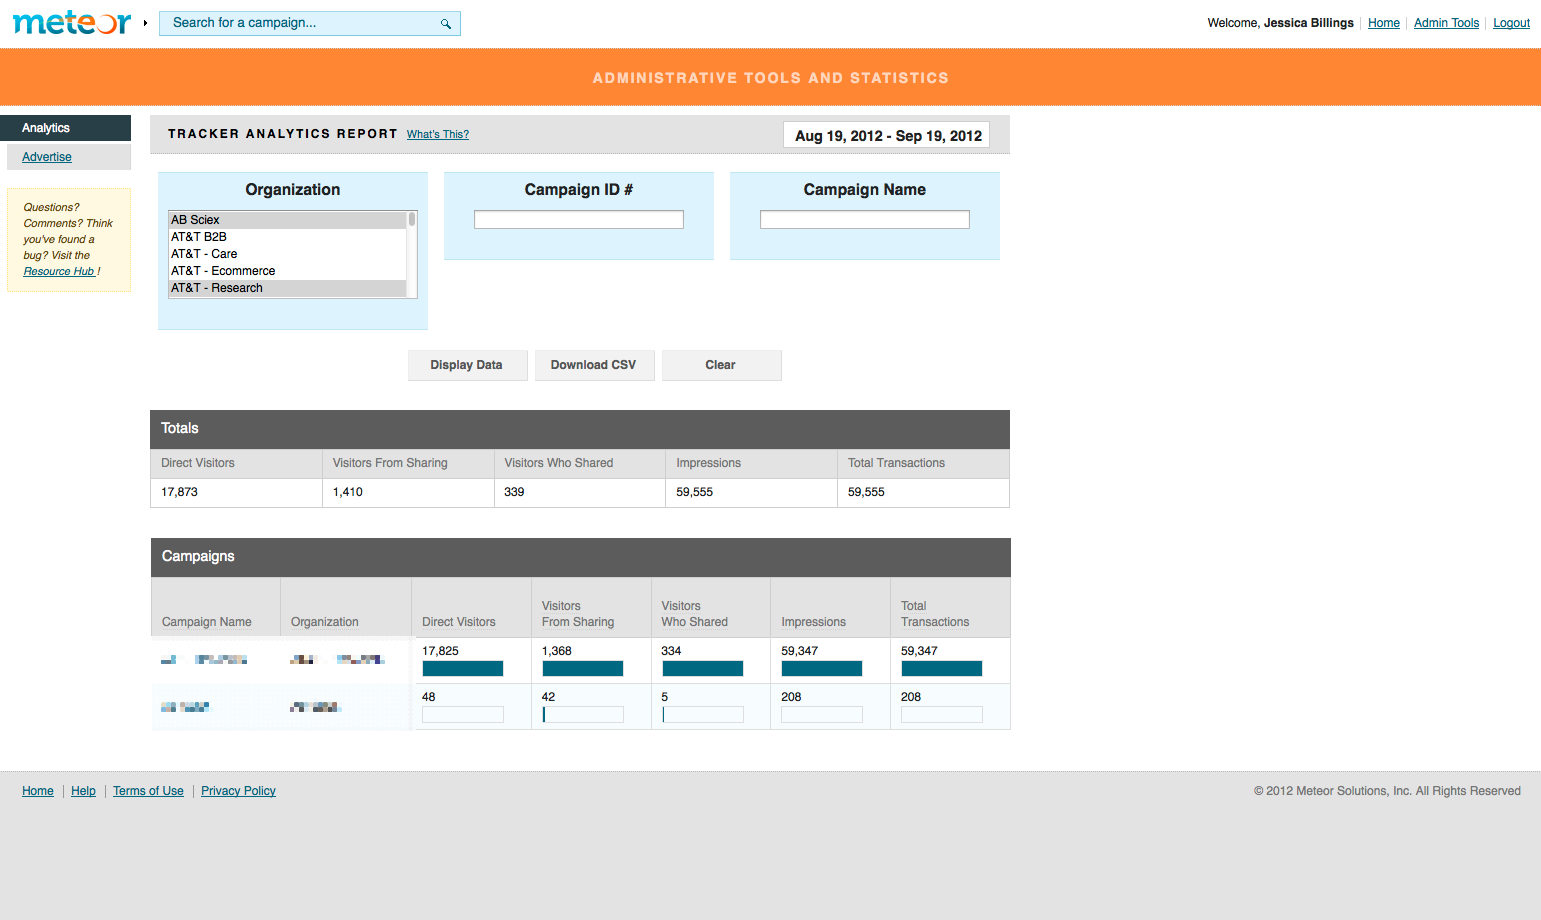 meteor
Search for a campaign...
Welcome, Jessica Billings
Home
Admin Tools
Logout
ADMINISTRATIVE TOOLS AND STATISTICS
Analytics
Advertise
Questions?
Comments? Think
you've found a
bug? Visit the
Resource Hub !
TRACKER ANALYTICS REPORT What's This?
Aug 19, 2012 - Sep 19, 2012
Organization
AB Sciex
AT&T B2B
AT&T - Care
AT&T - Ecommerce
AT&T - Research
Campaign ID #
Campaign Name
Display Data
Download CSV
Clear
Totals
Direct Visitors Visitors From Sharing Visitors Who Shared Impressions Total Transactions
17,873 1,410 339 59,555 59,555
Campaigns
Campaign Name Organization Direct Visitors Visitors From Sharing Visitors Who Shared Impressions Total Transactions
17,825 1,368 334 59,347 59,347
48 42 5 208 208
Home Help Terms of Use Privacy Policy
© 2012 Meteor Solutions, Inc. All Rights Reserved